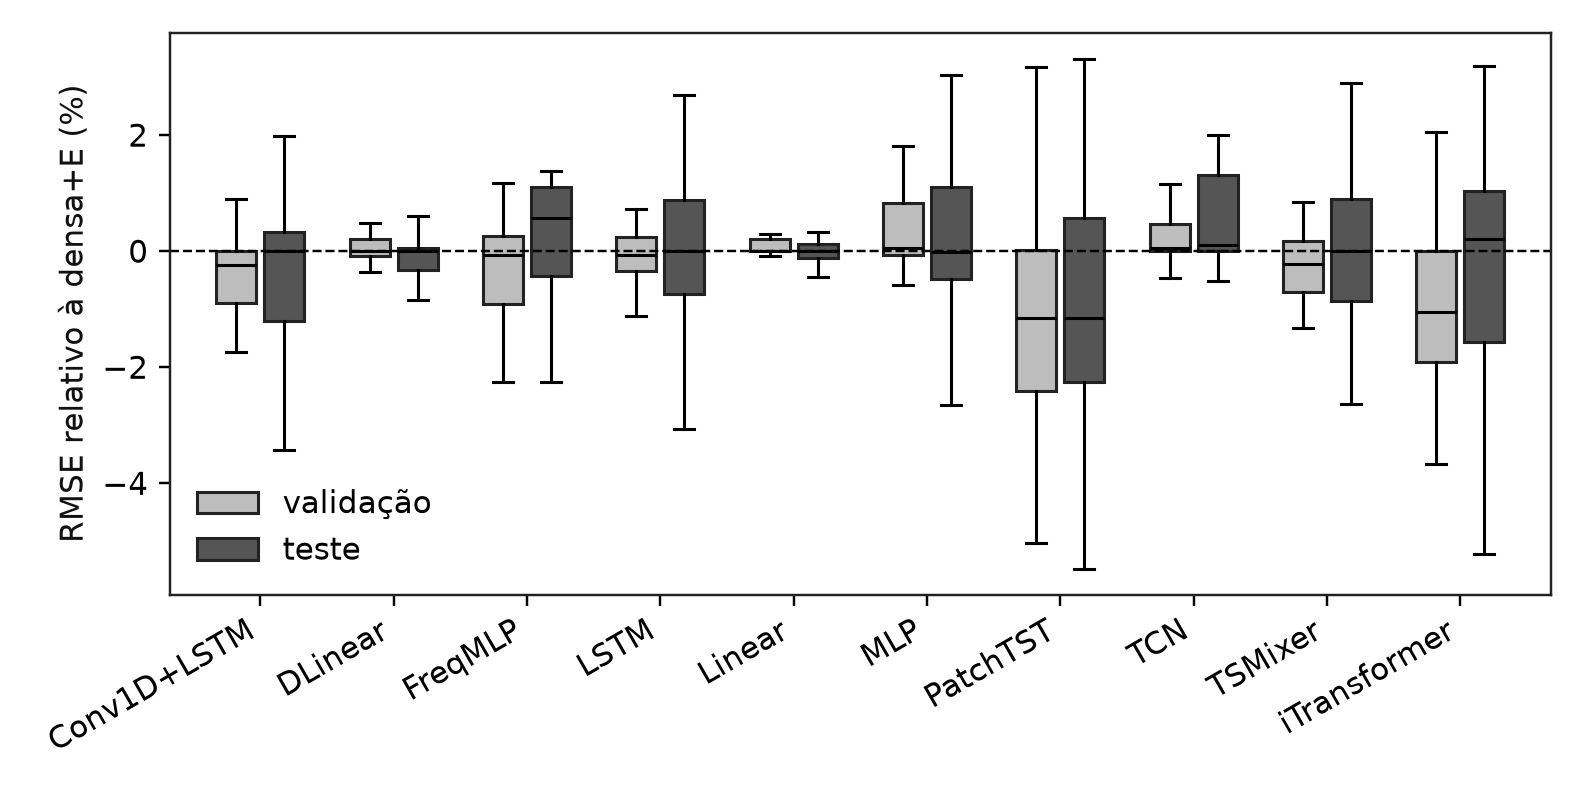 RMSE relativo à densa+E (%)
2
0
−2
−4
validação
teste
Conv1D+LSTM
DLinear
FreqMLP
LSTM
Linear
MLP
PatchTST
TCN
TSMixer
iTransformer